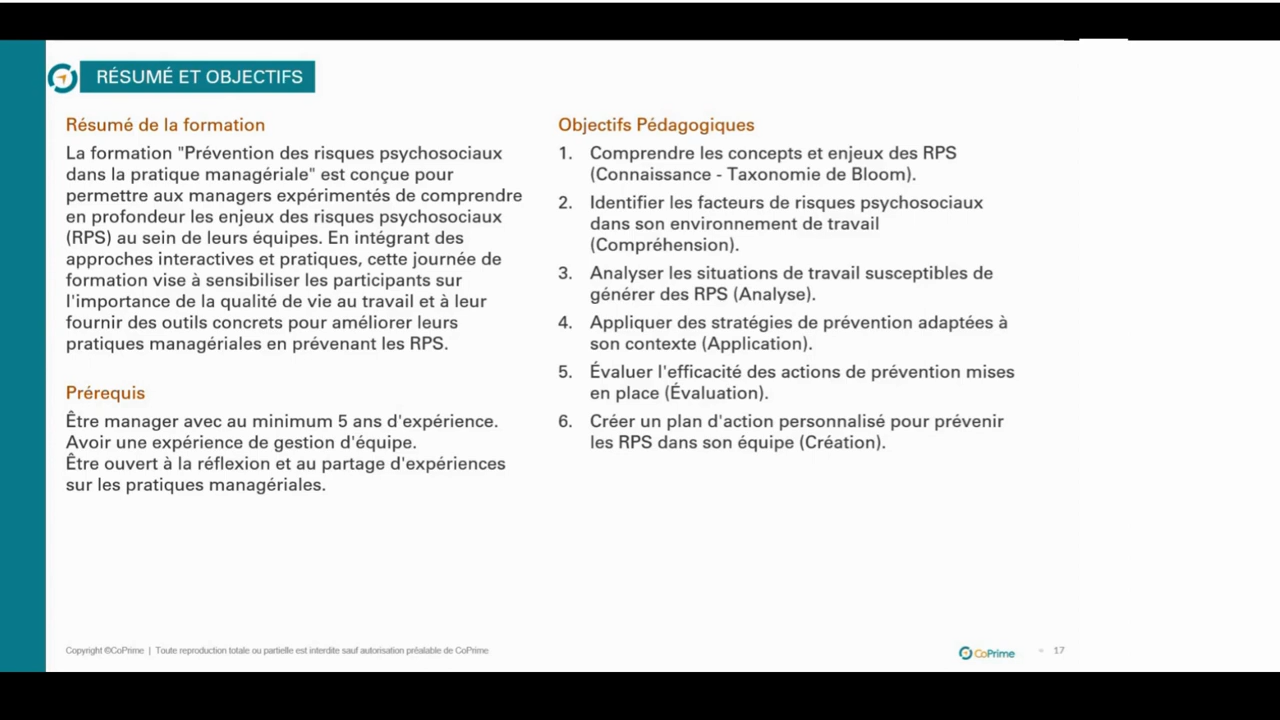 RÉSUMÉ ET OBJECTIFS
Résumé de la formation
La formation "Prévention des risques psychosociaux
dans la pratique managériale" est conçue pour
permettre aux managers expérimentés de comprendre
en profondeur les enjeux des risques psychosociaux
(RPS) au sein de leurs équipes. En intégrant des
approches interactives et pratiques, cette journée de
formation vise à sensibiliser les participants sur
l'importance de la qualité de vie au travail et à leur
fournir des outils concrets pour améliorer leurs
pratiques managériales en prévenant les RPS.
Prérequis
Être manager avec au minimum 5 ans d'expérience.
Avoir une expérience de gestion d'équipe.
Être ouvert à la réflexion et au partage d'expériences
sur les pratiques managériales.
Objectifs Pédagogiques
1. Comprendre les concepts et enjeux des RPS
(Connaissance - Taxonomie de Bloom).
2. Identifier les facteurs de risques psychosociaux
dans son environnement de travail
(Compréhension).
3. Analyser les situations de travail susceptibles de
générer des RPS (Analyse).
4. Appliquer des stratégies de prévention adaptées à
son contexte (Application).
5. Évaluer l'efficacité des actions de prévention mises
en place (Évaluation).
6. Créer un plan d'action personnalisé pour prévenir
les RPS dans son équipe (Création).
Copyright ©CoPrime | Toute reproduction totale ou partielle est interdite sauf autorisation préalable de CoPrime
CoPrime
17